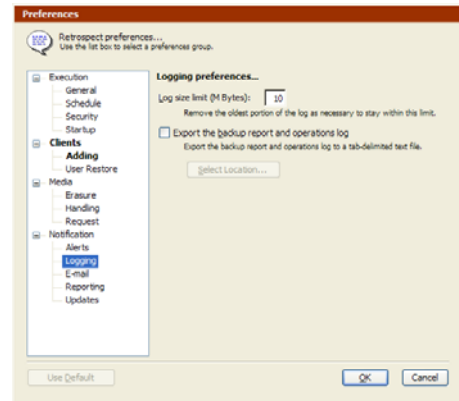 Preferences
Retrospect preferences...
Use the list box to select a preferences group.
Execution
General
Schedule
Security
Startup
Clients
Adding
User Restore
Media
Erasure
Handling
Request
Notification
Alerts
Logging
E-mail
Reporting
Updates
Logging preferences...
Log size limit (M Bytes): 10
Remove the oldest portion of the log as necessary to stay within this limit.
Export the backup report and operations log
Export the backup report and operations log to a tab-delimited text file.
Select Location...
Use Default
OK
Cancel